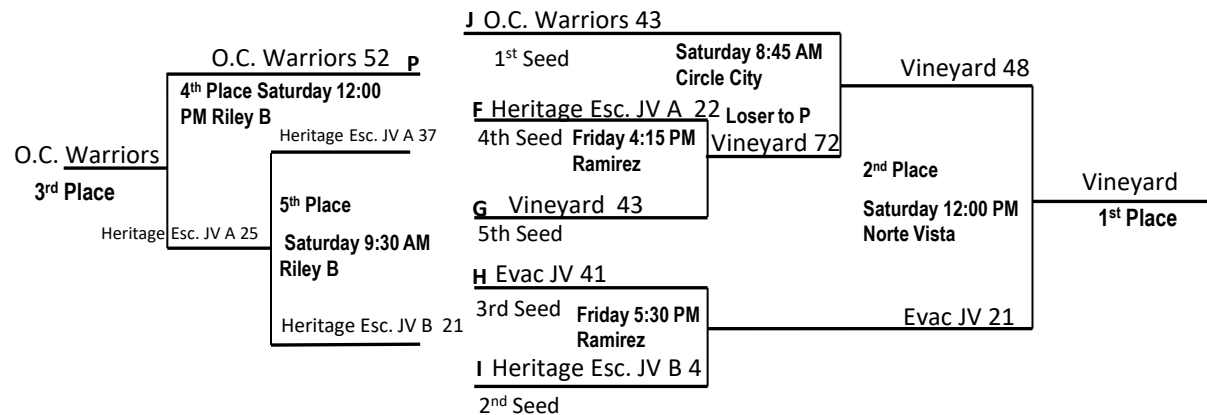 J O.C. Warriors 43
1st Seed
Saturday 8:45 AM
Circle City
O.C. Warriors 52 P
4th Place Saturday 12:00
PM Riley B
Vineyard 48
F Heritage Esc. JV A 22
Loser to P
4th Seed
Friday 4:15 PM
Ramirez
Vineyard 72
Heritage Esc. JV A 37
O.C. Warriors
3rd Place
2nd Place
Saturday 12:00 PM
Norte Vista
Vineyard
1st Place
5th Place
Saturday 9:30 AM
Riley B
G Vineyard 43
5th Seed
Heritage Esc. JV A 25
H Evac JV 41
3rd Seed
Friday 5:30 PM
Ramirez
Evac JV 21
Heritage Esc. JV B 21
I Heritage Esc. JV B 4
2nd Seed